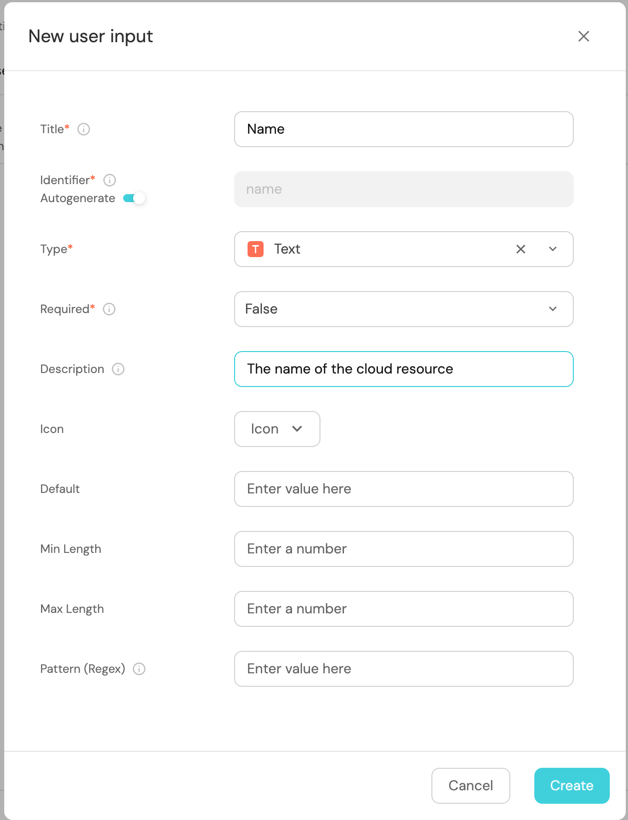 New user input
Title*
Name
Identifier*
Autogenerate
name
Type*
T Text
Required*
False
Description
The name of the cloud resource
Icon
Icon
Default
Enter value here
Min Length
Enter a number
Max Length
Enter a number
Pattern (Regex)
Enter value here
Cancel
Create